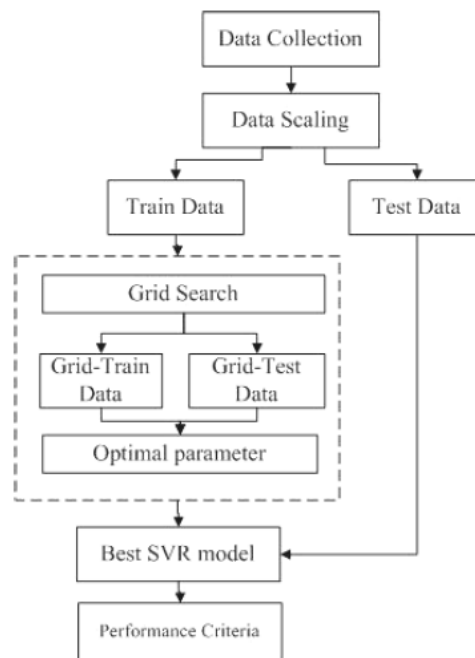 Data Collection
Data Scaling
Train Data
Test Data
Grid Search
Grid-Train
Data
Grid-Test
Data
Optimal parameter
Best SVR model
Performance Criteria